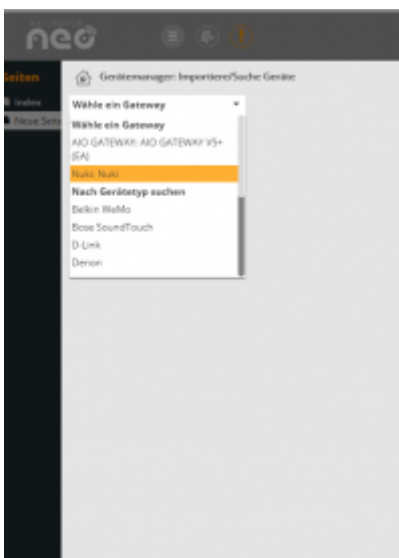 neo
Seiten
Gerätemanager: Importiere/Suche Geräte
index
Wähle ein Gateway
Neue Seite
Wähle ein Gateway
AIO GATEWAY: AIO GATEWAY V5+
(EA)
Nuki: Nuki
Nach Gerätetyp suchen
Belkin WeMo
Bose SoundTouch
D-Link
Denon